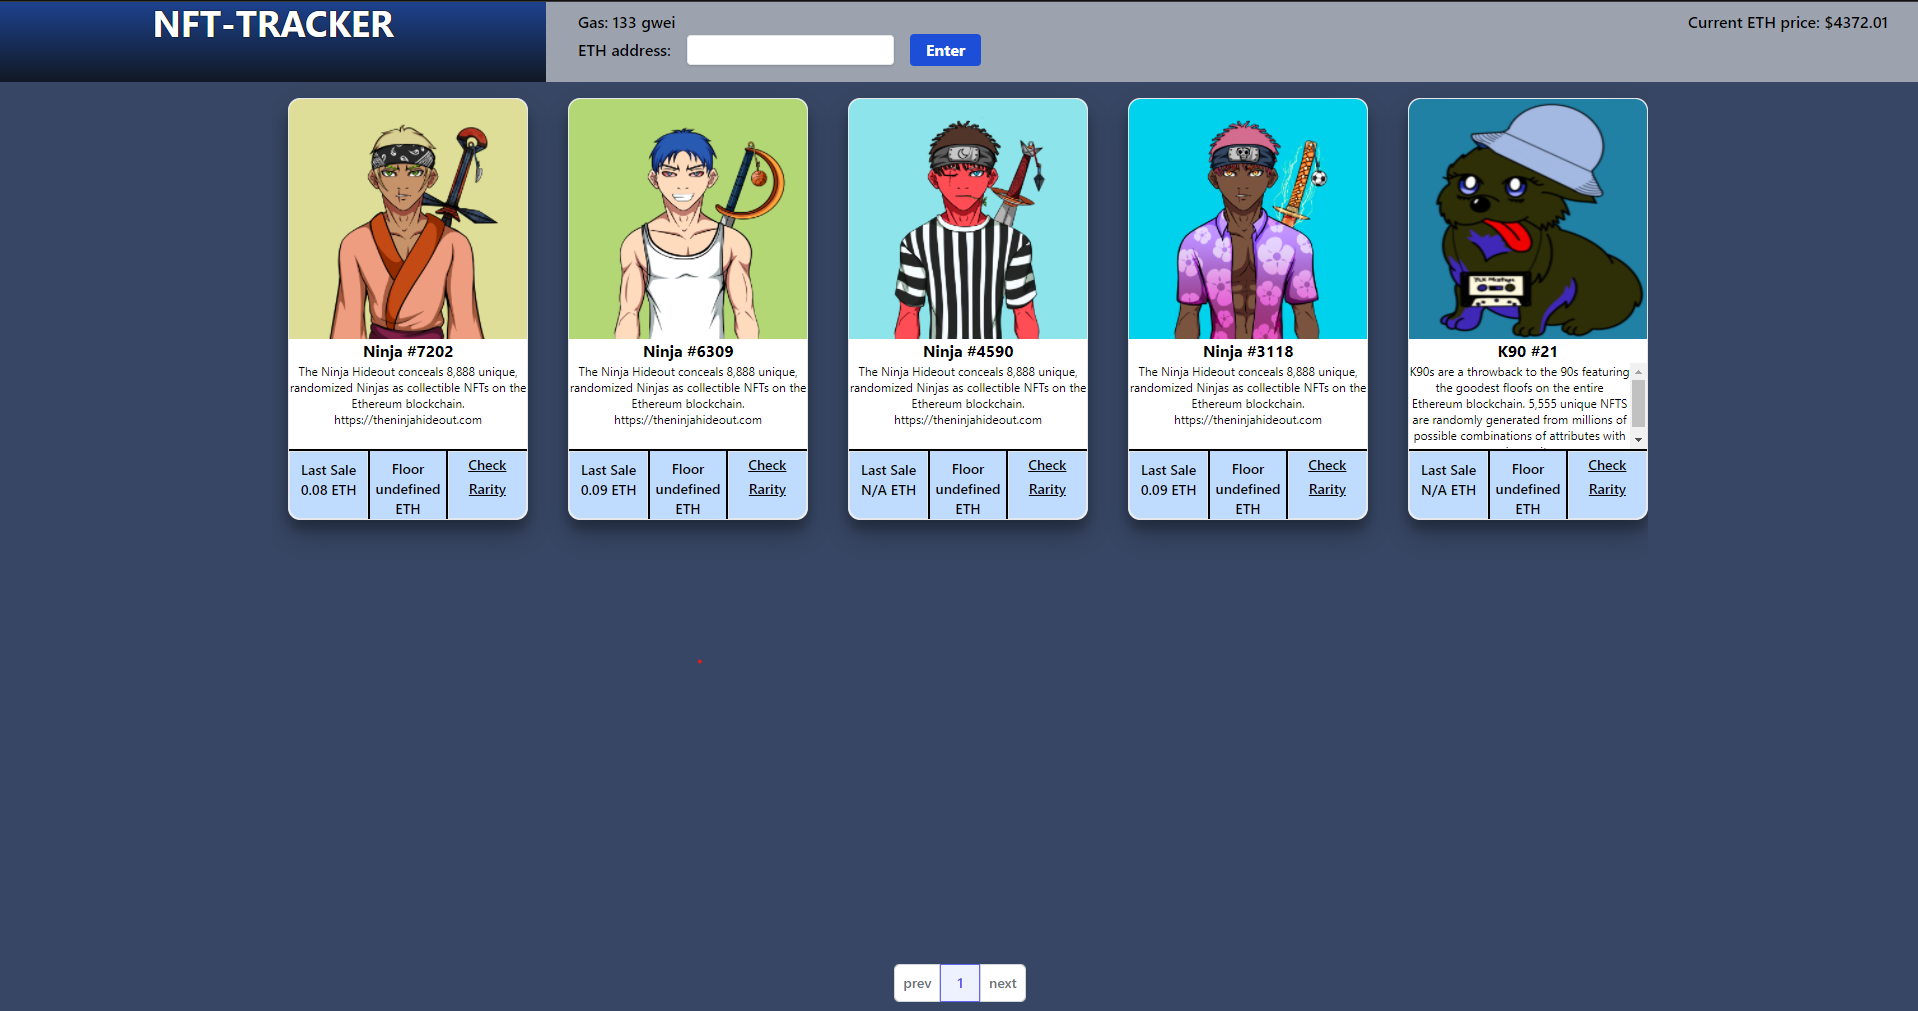 NFT-TRACKER
Gas: 133 gwei
Current ETH price: $4372.01
ETH address:
Enter
Ninja #7202
The Ninja Hideout conceals 8,888 unique,
randomized Ninjas as collectible NFTs on the
Ethereum blockchain.
https://theninjahideout.com
Last Sale
0.08 ETH
Floor
undefined
ETH
Check
Rarity
Ninja #6309
The Ninja Hideout conceals 8,888 unique,
randomized Ninjas as collectible NFTs on the
Ethereum blockchain.
https://theninjahideout.com
Last Sale
0.09 ETH
Floor
undefined
ETH
Check
Rarity
Ninja #4590
The Ninja Hideout conceals 8,888 unique,
randomized Ninjas as collectible NFTs on the
Ethereum blockchain.
https://theninjahideout.com
Last Sale
N/A ETH
Floor
undefined
ETH
Check
Rarity
Ninja #3118
The Ninja Hideout conceals 8,888 unique,
randomized Ninjas as collectible NFTs on the
Ethereum blockchain.
https://theninjahideout.com
Last Sale
0.09 ETH
Floor
undefined
ETH
Check
Rarity
K90 #21
K90s are a throwback to the 90s featuring
the goodest floofs on the entire
Ethereum blockchain. 5,555 unique NFTS
are randomly generated from millions of
possible combinations of attributes with
Last Sale
N/A ETH
Floor
undefined
ETH
Check
Rarity
prev
1
next